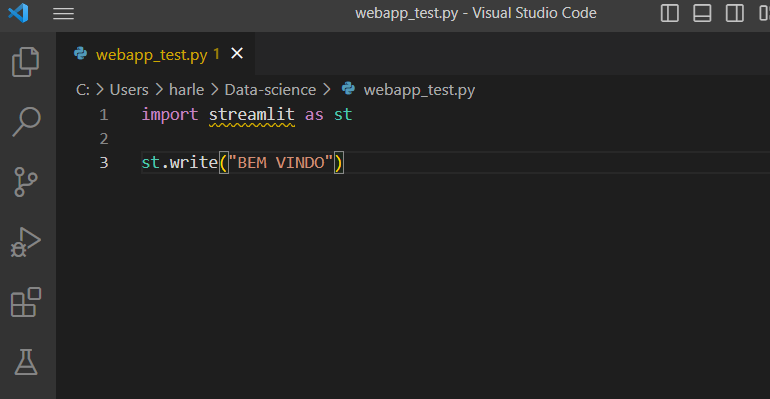 webapp_test.py - Visual Studio Code
webapp_test.py 1
C: > Users > harle > Data-science > webapp_test.py
1 import streamlit as st
2
3 st.write("BEM VINDO")